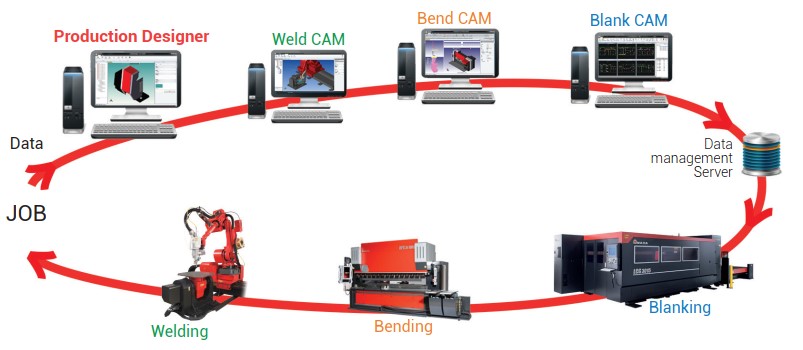 Production Designer
Weld CAM
Bend CAM
Blank CAM
Data
Data
management
Server
JOB
Welding
Bending
Blanking